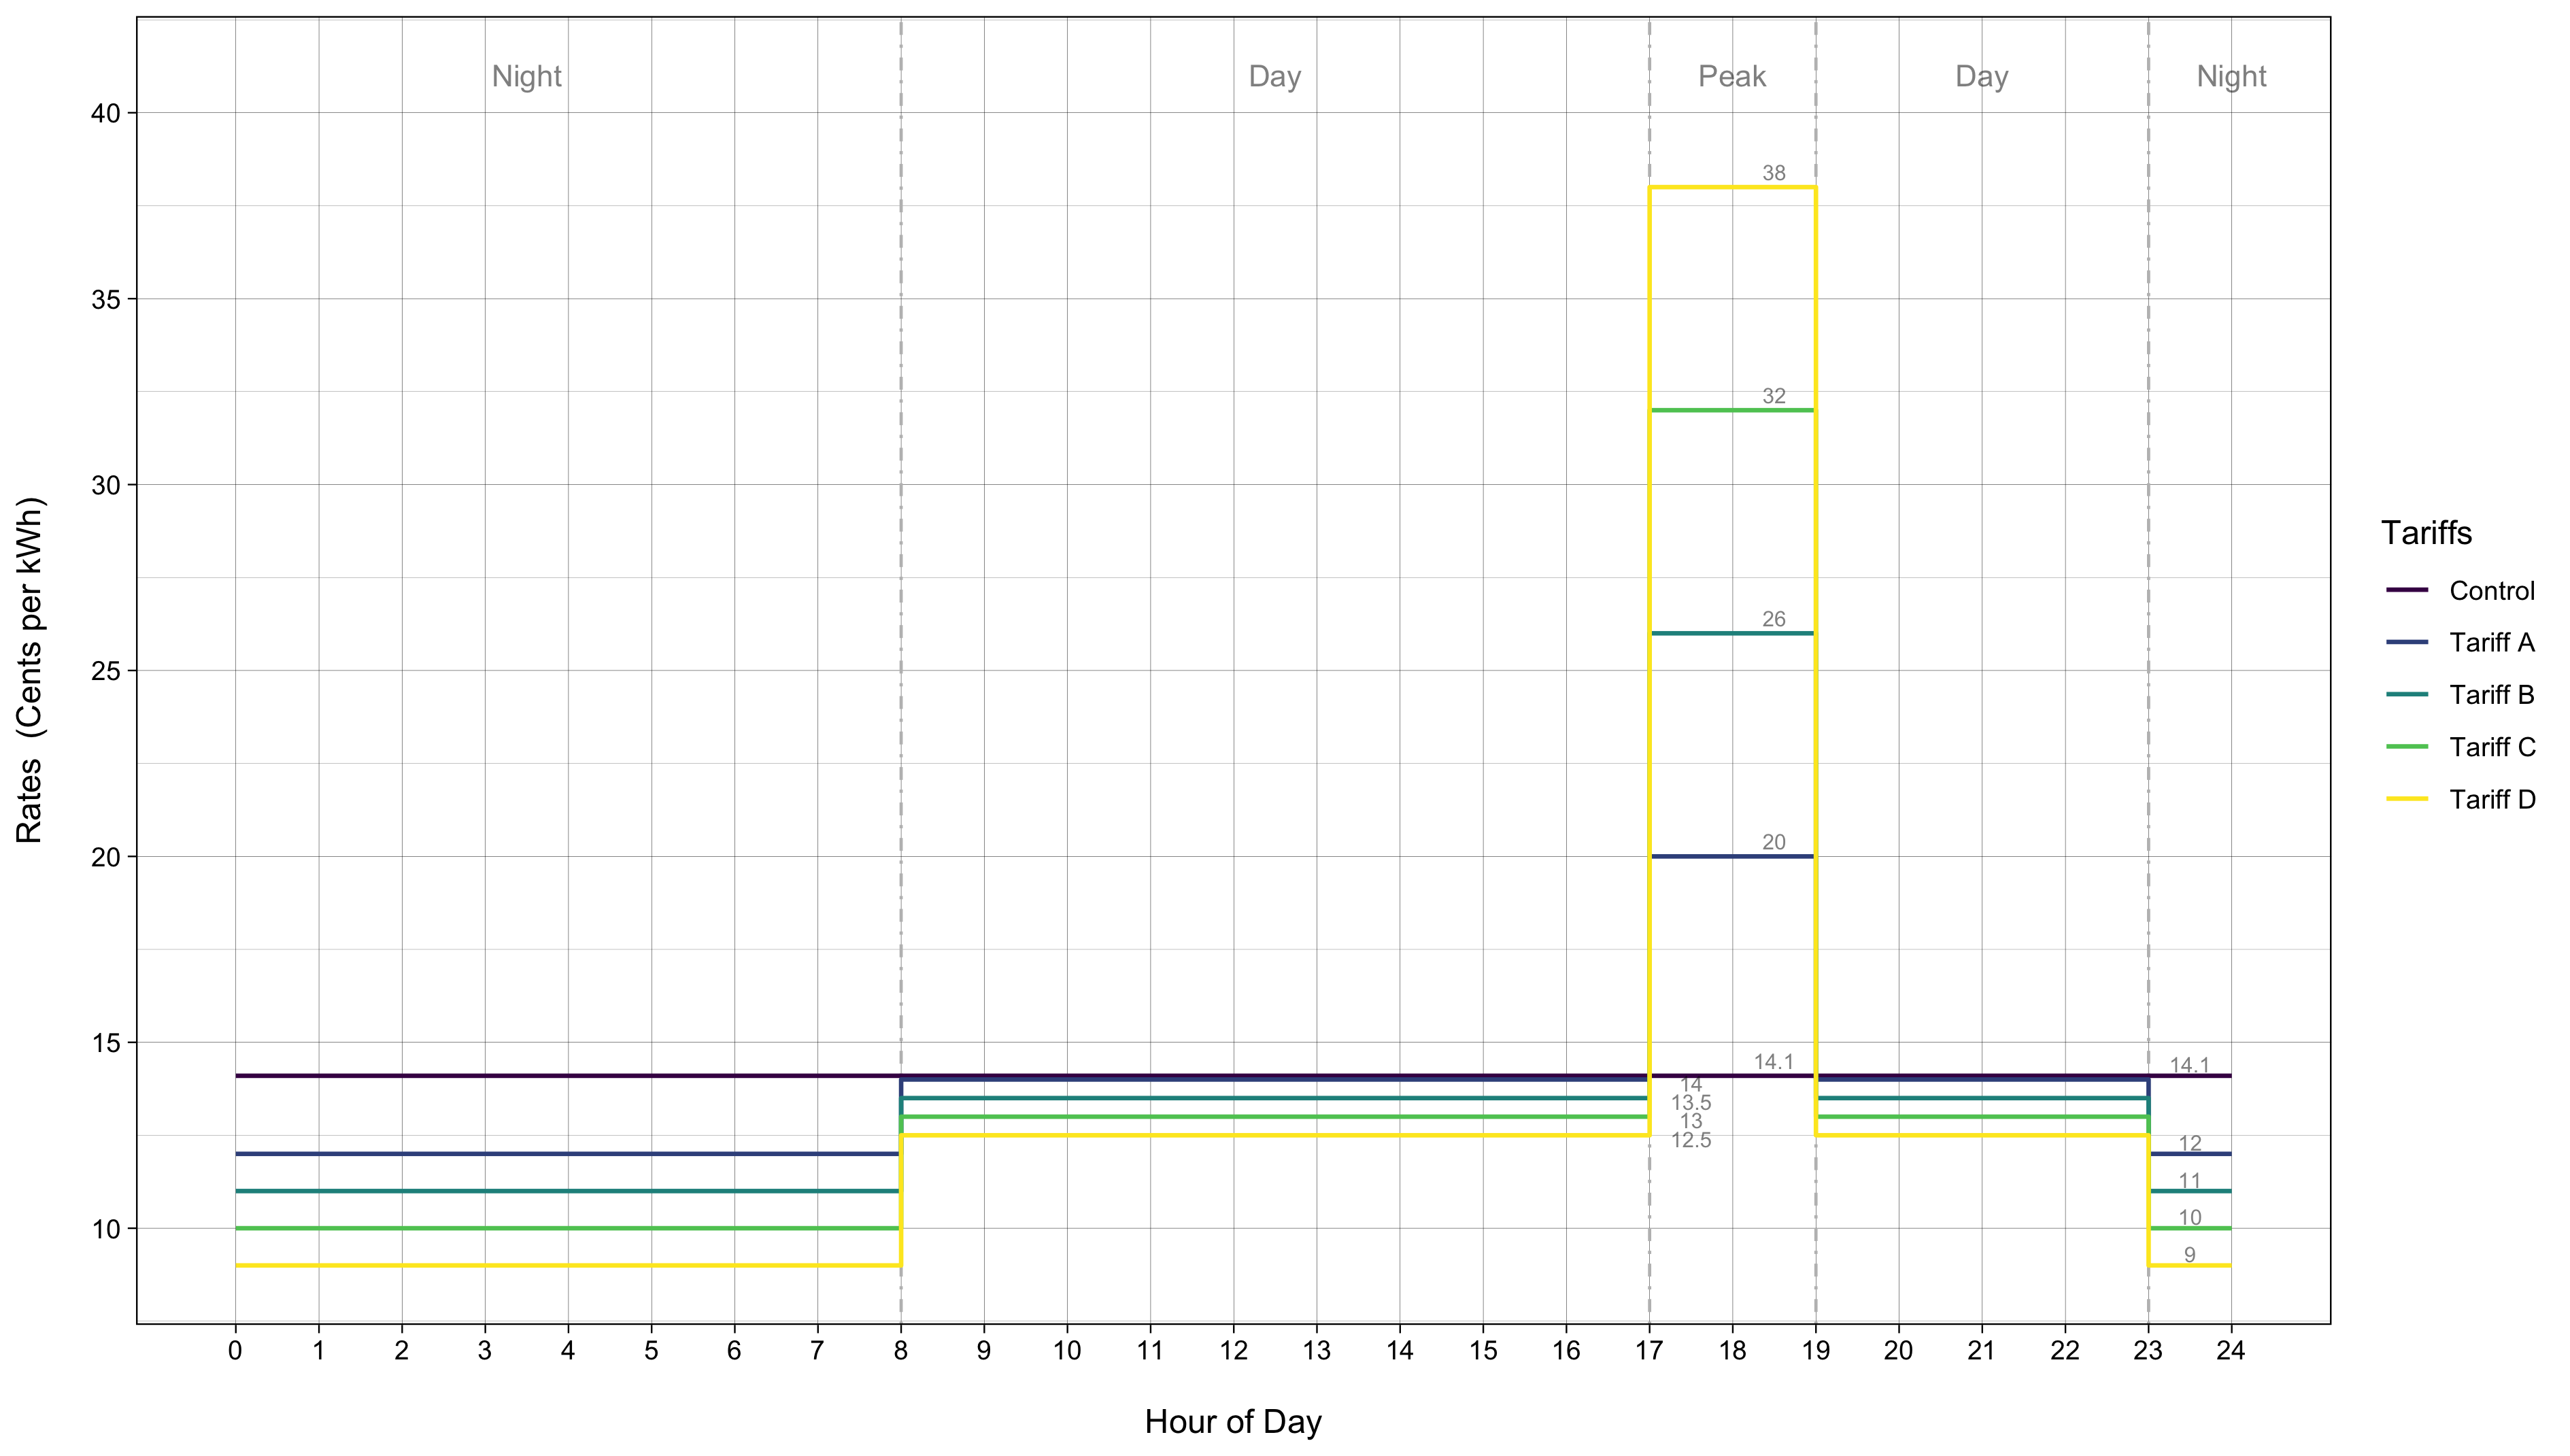 Night
Day
Peak
Day
Night
40
35
30
25
20
15
10
Rates (Cents per kWh)
38
32
26
20
14.1
14
13.5
13
12.5
14.1
12
11
10
9
0 1 2 3 4 5 6 7 8 9 10 11 12 13 14 15 16 17 18 19 20 21 22 23 24
Hour of Day
Tariffs
Control
Tariff A
Tariff B
Tariff C
Tariff D